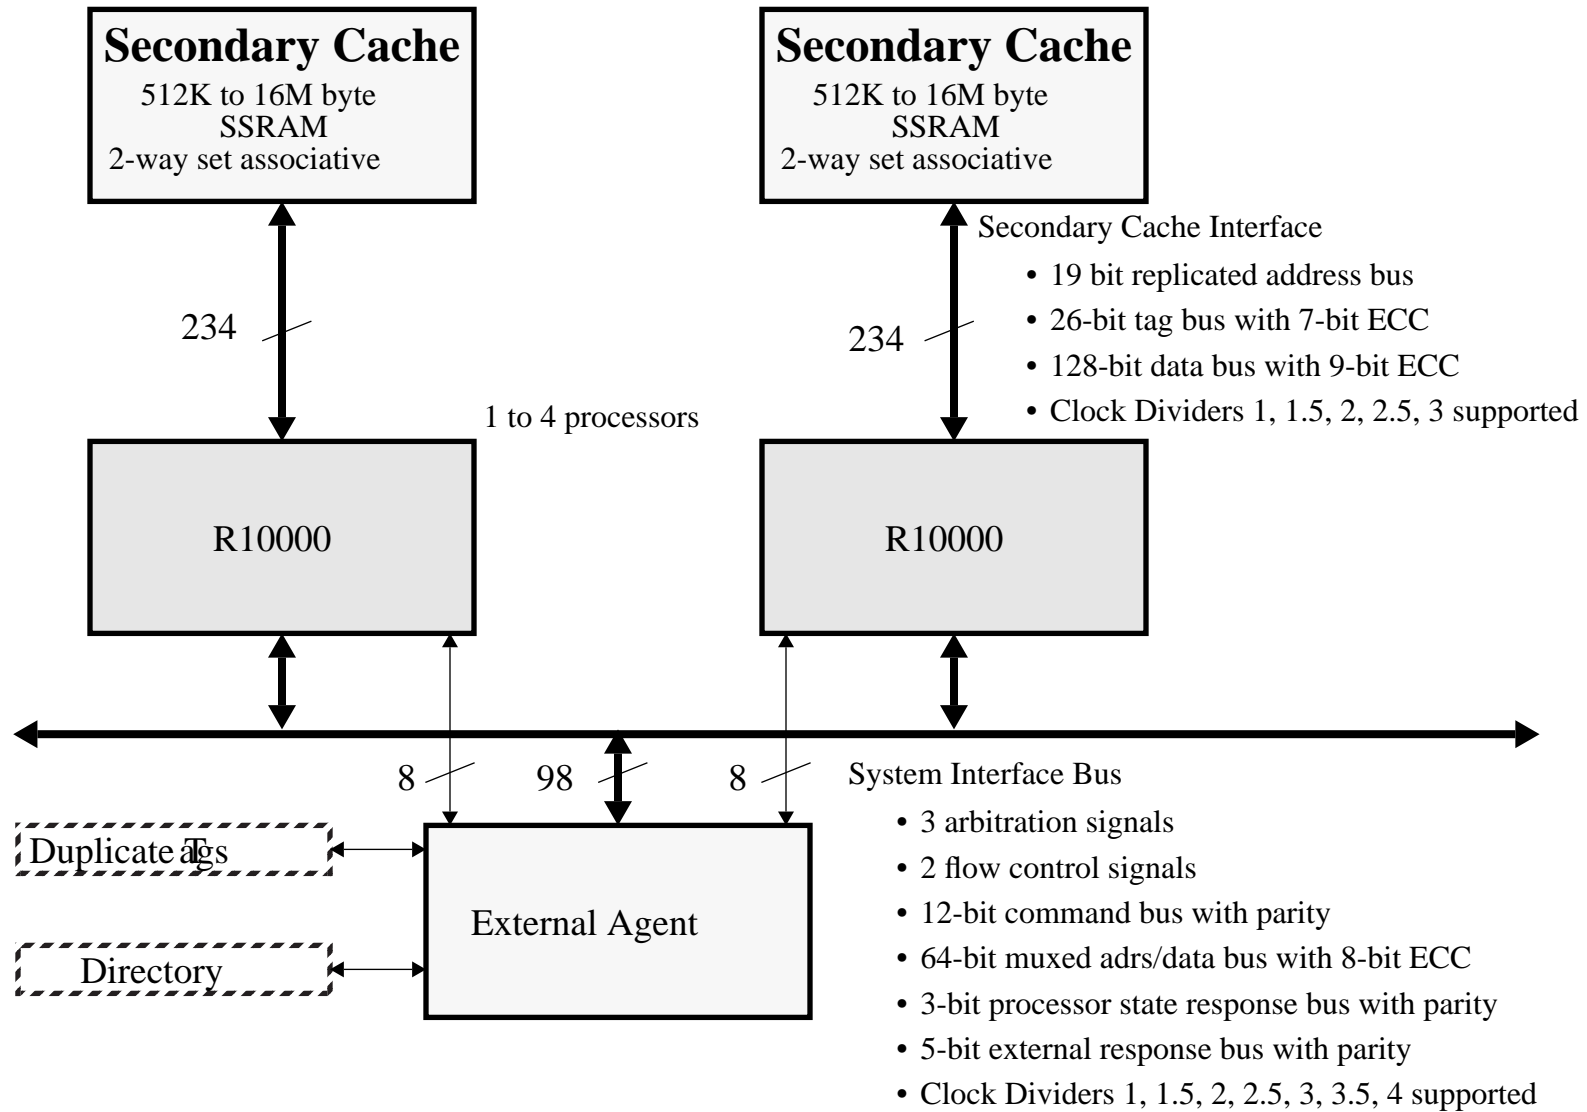 Secondary Cache
512K to 16M byte
SSRAM
2-way set associative
Secondary Cache
512K to 16M byte
SSRAM
2-way set associative
Secondary Cache Interface
• 19 bit replicated address bus
• 26-bit tag bus with 7-bit ECC
• 128-bit data bus with 9-bit ECC
• Clock Dividers 1, 1.5, 2, 2.5, 3 supported
234
234
1 to 4 processors
R10000
R10000
8
98
8
System Interface Bus
• 3 arbitration signals
• 2 flow control signals
• 12-bit command bus with parity
• 64-bit muxed adrs/data bus with 8-bit ECC
• 3-bit processor state response bus with parity
• 5-bit external response bus with parity
• Clock Dividers 1, 1.5, 2, 2.5, 3, 3.5, 4 supported
Duplicate Tags
External Agent
Directory